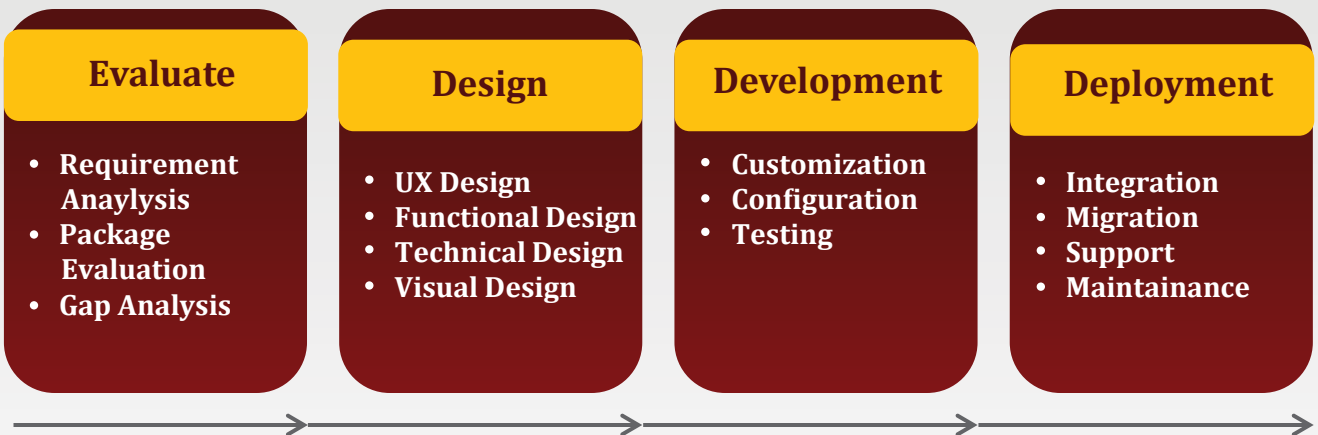 Evaluate
• Requirement
Anaylysis
• Package
Evaluation
• Gap Analysis
Design
• UX Design
• Functional Design
• Technical Design
• Visual Design
Development
• Customization
• Configuration
• Testing
Deployment
• Integration
• Migration
• Support
• Maintainance